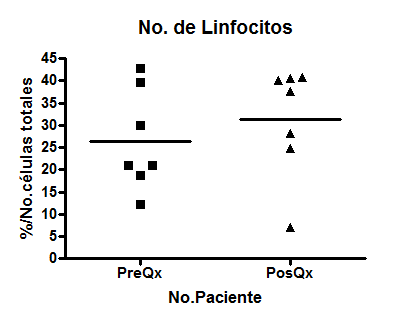 No. de Linfocitos
%/No.células totales
45
40
35
30
25
20
15
10
5
0
PreQx PosQx
No.Paciente